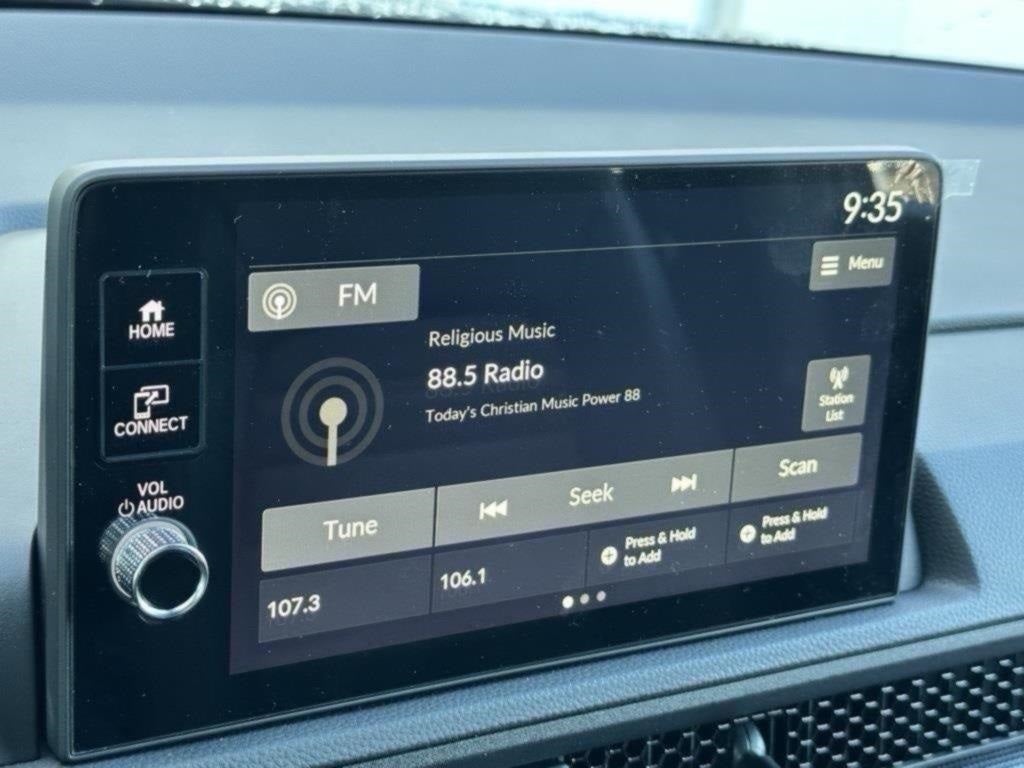 9:35
Menu
FM
HOME
Religious Music
88.5 Radio
Today's Christian Music Power 88
CONNECT
Station
List
VOL
AUDIO
Tune
Seek
Scan
107.3
106.1
Press & Hold
to Add
Press & Hold
to Add